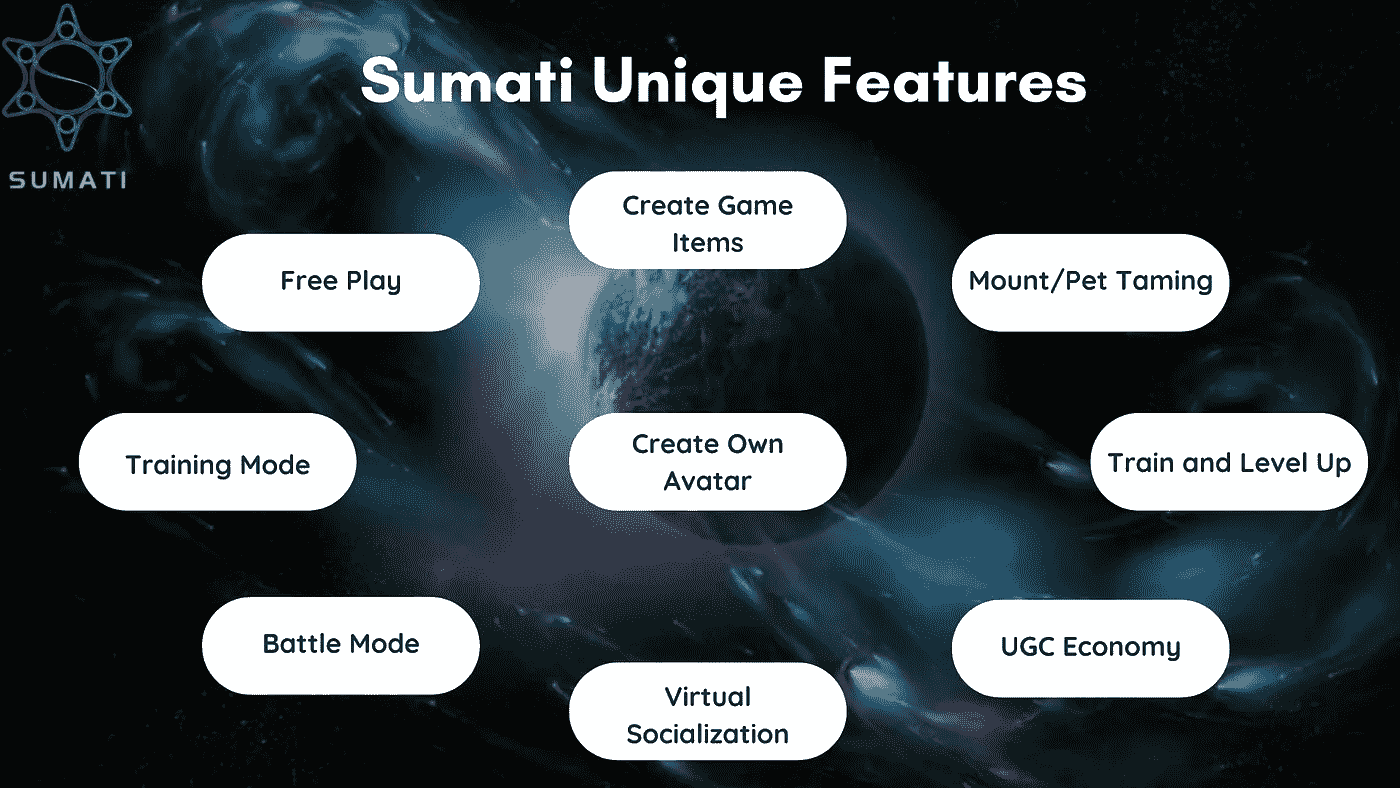 Sumati Unique Features
SUMATI
Create Game
Items
Free Play
Mount/Pet Taming
Training Mode
Create Own
Avatar
Train and Level Up
Battle Mode
UGC Economy
Virtual
Socialization